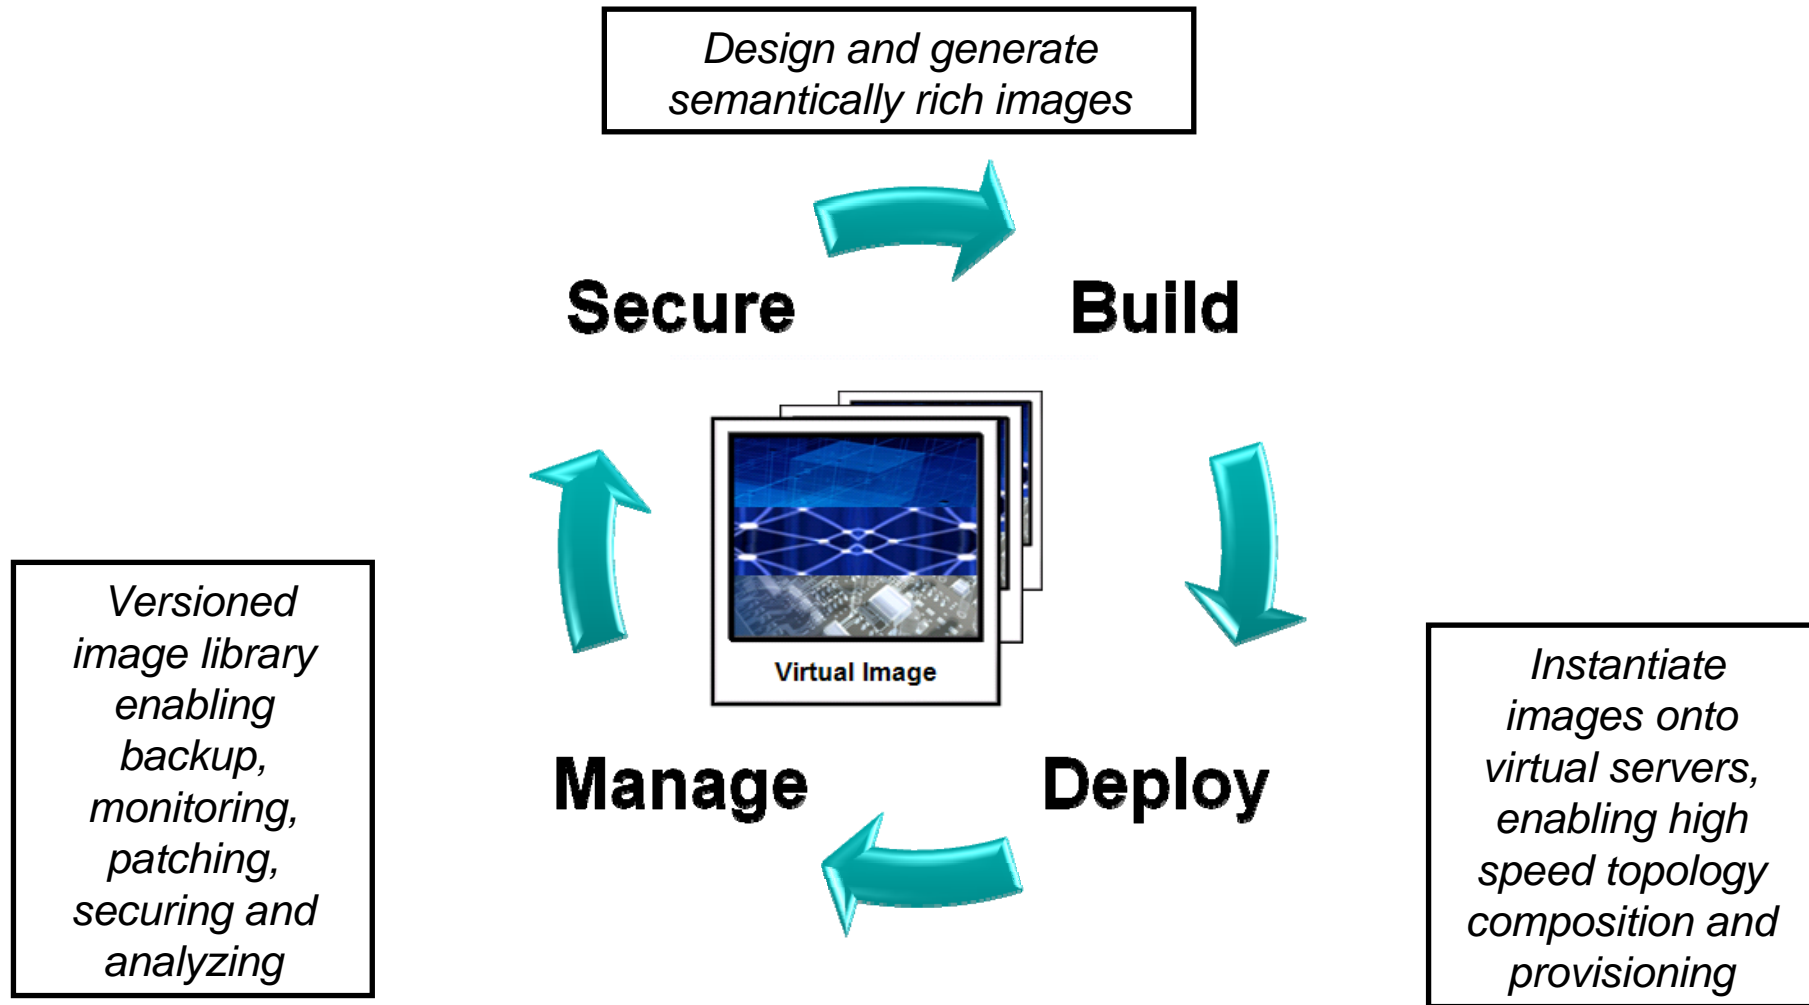 Design and generate
semantically rich images
Secure
Build
Virtual Image
Versioned
image library
enabling
backup,
monitoring,
patching,
securing and
analyzing
Manage
Deploy
Instantiate
images onto
virtual servers,
enabling high
speed topology
composition and
provisioning